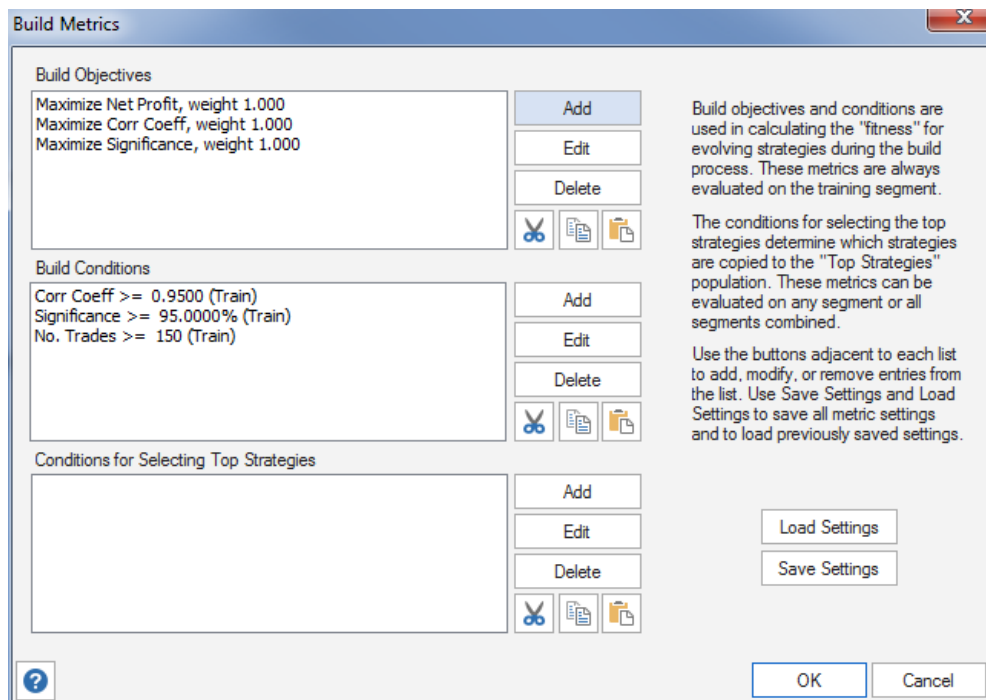 Build Metrics
X
Build Objectives
Maximize Net Profit, weight 1.000
Maximize Corr Coeff, weight 1.000
Maximize Significance, weight 1.000
Add
Edit
Delete
Build Conditions
Corr Coeff >= 0.9500 (Train)
Significance >= 95.0000% (Train)
No. Trades >= 150 (Train)
Add
Edit
Delete
Conditions for Selecting Top Strategies
Add
Edit
Delete
Build objectives and conditions are
used in calculating the "fitness" for
evolving strategies during the build
process. These metrics are always
evaluated on the training segment.
The conditions for selecting the top
strategies detemine which strategies
are copied to the "Top Strategies"
population. These metrics can be
evaluated on any segment or all
segments combined.
Use the buttons adjacent to each list
to add, modify, or remove entries from
the list. Use Save Settings and Load
Settings to save all metric settings
and to load previously saved settings.
Load Settings
Save Settings
?
OK
Cancel